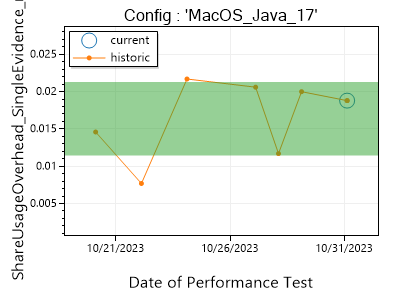 Config : 'MacOS_Java_17'
current
historic
0.025
0.02
0.015
0.01
0.005
ShareUsageOverhead_SingleEvidence_
10/21/2023
10/26/2023
10/31/2023
Date of Performance Test